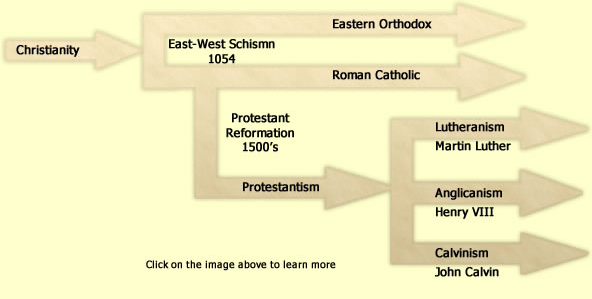 Eastern Orthodox
Christianity
East-West Schismn
1054
Roman Catholic
Protestant
Reformation
1500's
Lutheranism
Martin Luther
Protestantism
Anglicanism
Henry VIII
Calvinism
John Calvin
Click on the image above to learn more